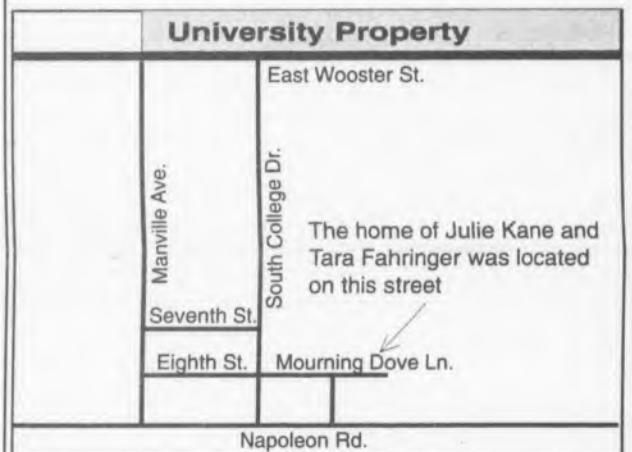 University Property
East Wooster St.
Manville Ave.
South College Dr.
The home of Julie Kane and
Tara Fahringer was located
on this street
Seventh St.
Eighth St.
Mourning Dove Ln.
Napoleon Rd.